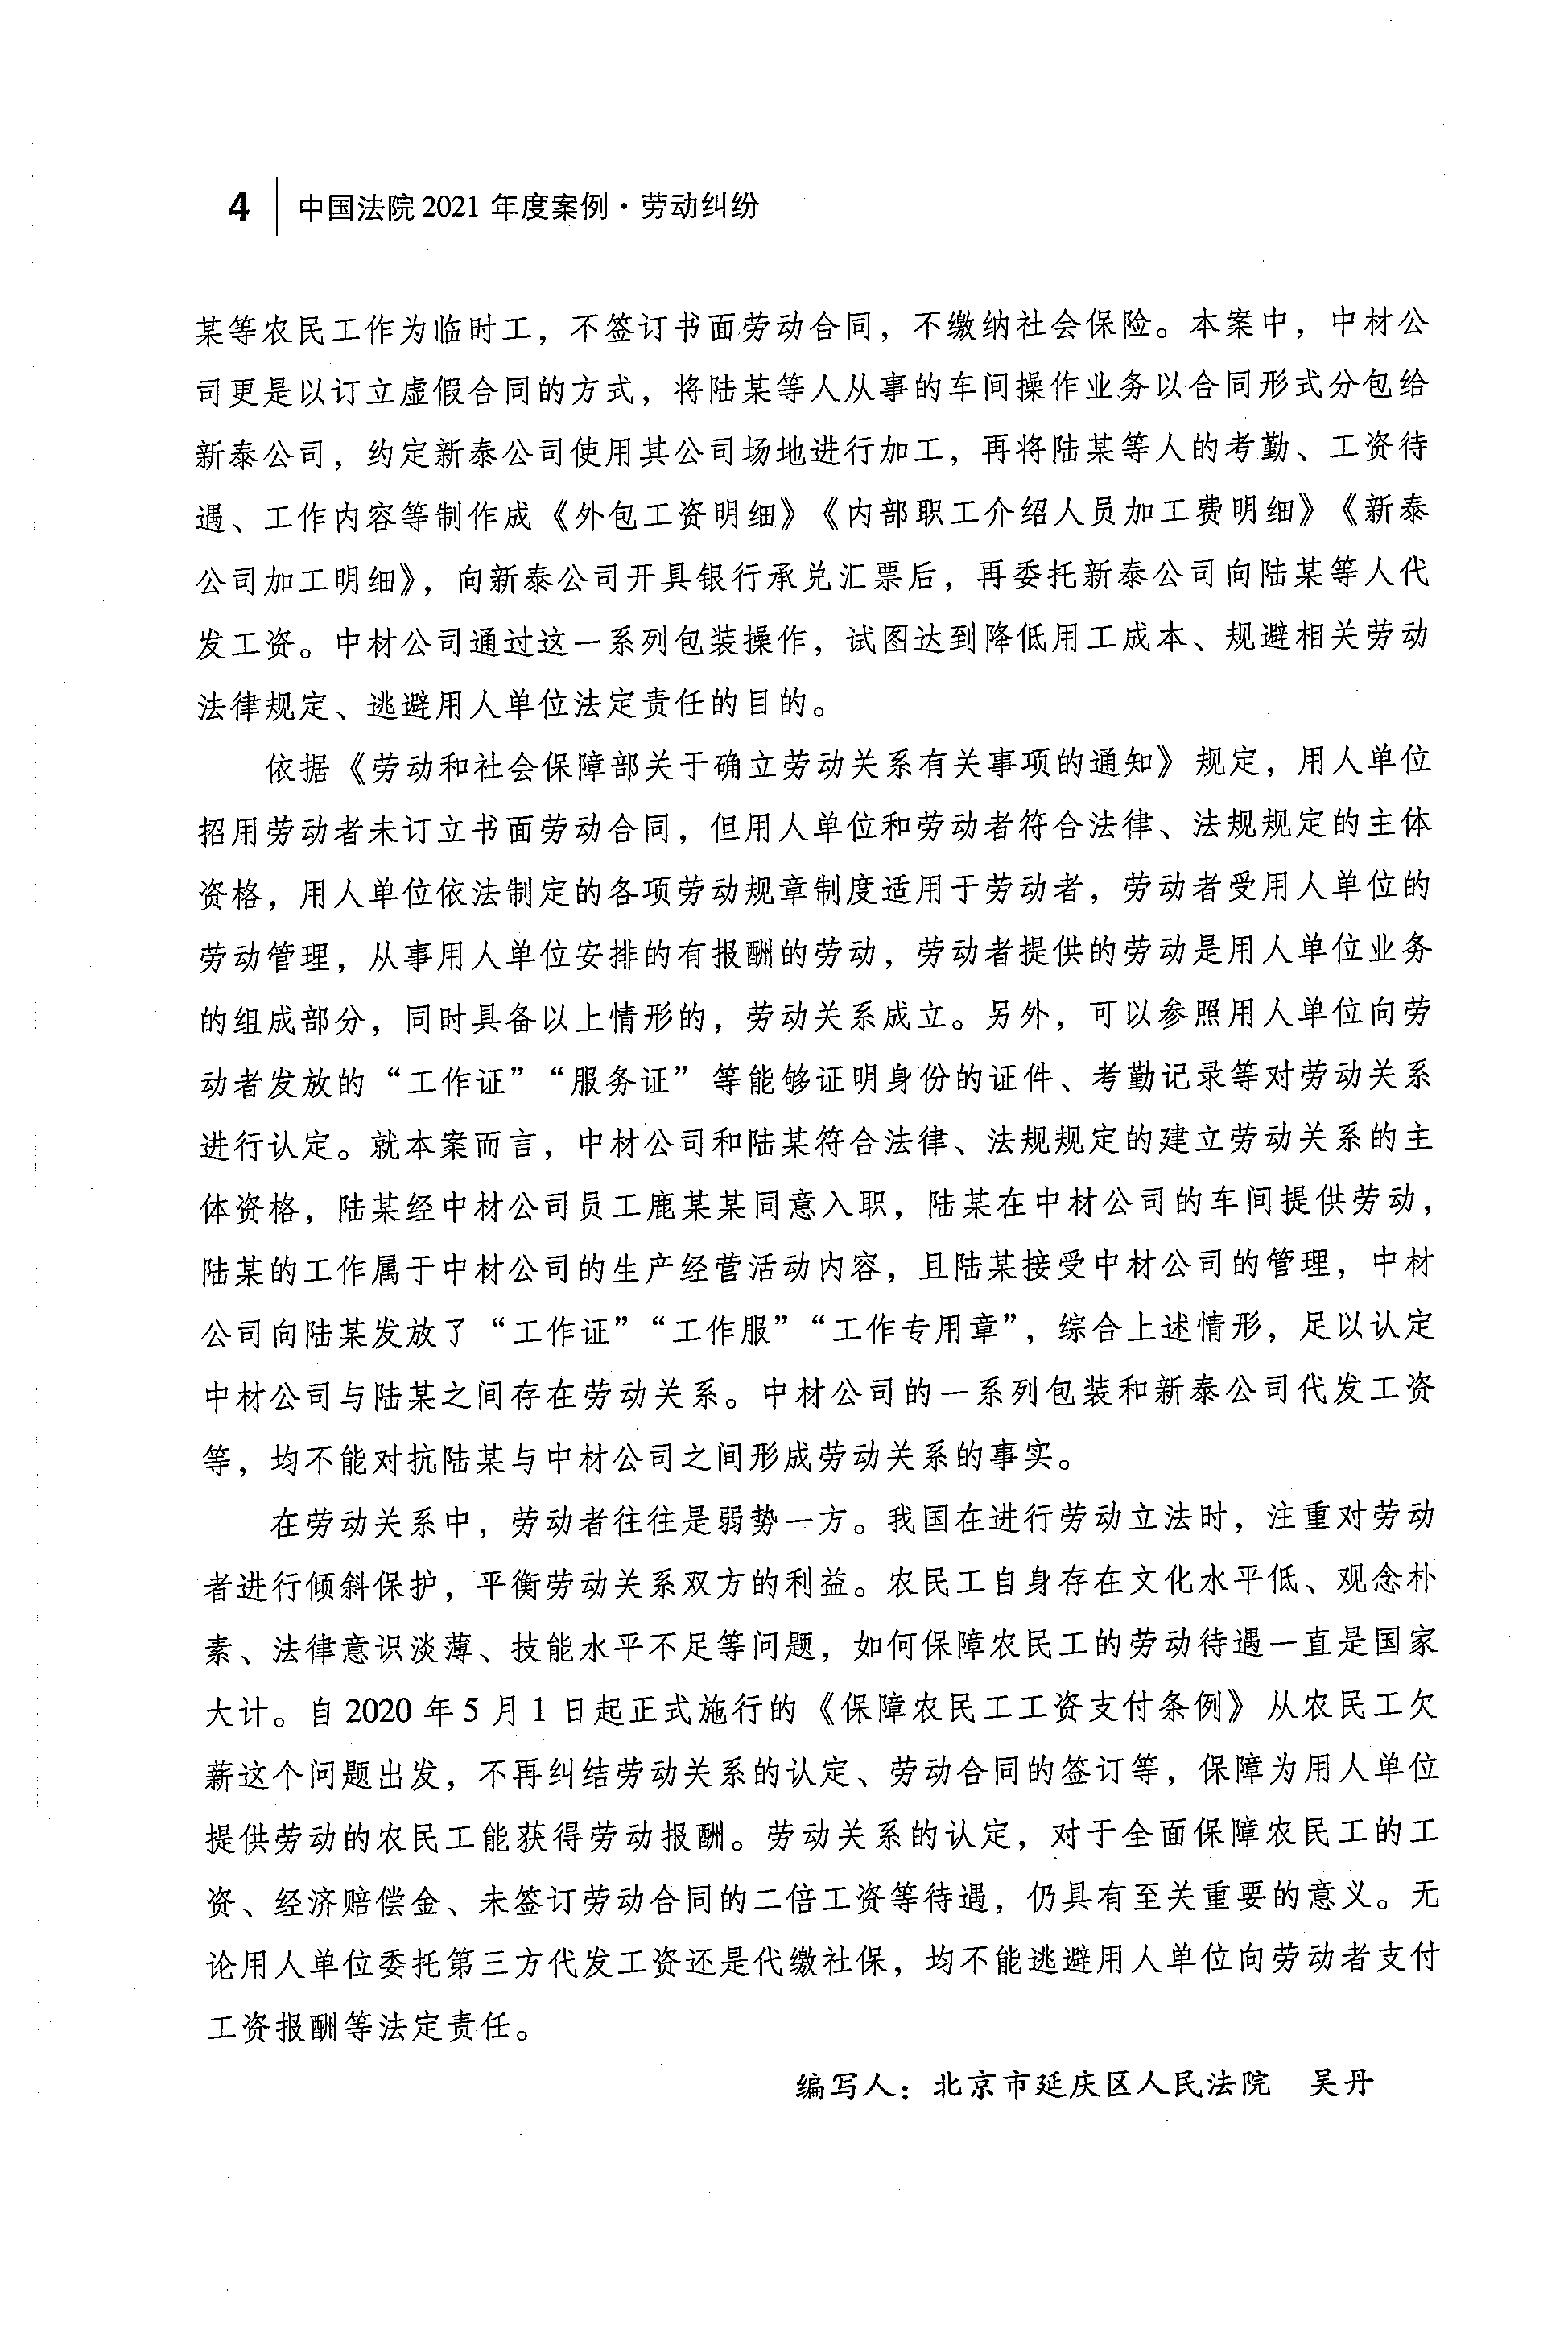 4 中国法院2021年度案例·劳动纠纷
某等农民工作为临时工，不签订书面劳动合同，不缴纳社会保险。本案中，中材公
司更是以订立虚假合同的方式，将陆某等人从事的车间操作业务以合同形式分包给
新泰公司，约定新泰公司使用其公司场地进行加工，再将陆某等人的考勤、工资待
遇、工作内容等制作成《外包工资明细》《内部职工介绍人员加工费明细》《新泰
公司加工明细》，向新泰公司开具银行承兑汇票后，再委托新泰公司向陆某等人代
发工资。中材公司通过这一系列包装操作，试图达到降低用工成本、规避相关劳动
法律规定、逃避用人单位法定责任的目的。
依据《劳动和社会保障部关于确立劳动关系有关事项的通知》规定，用人单位
招用劳动者未订立书面劳动合同，但用人单位和劳动者符合法律、法规规定的主体
资格，用人单位依法制定的各项劳动规章制度适用于劳动者，劳动者受用人单位的
劳动管理，从事用人单位安排的有报酬的劳动，劳动者提供的劳动是用人单位业务
的组成部分，同时具备以上情形的，劳动关系成立。另外，可以参照用人单位向劳
动者发放的“工作证”“服务证”等能够证明身份的证件、考勤记录等对劳动关系
进行认定。就本案而言，中材公司和陆某符合法律、法规规定的建立劳动关系的主
体资格，陆某经中材公司员工鹿某某同意入职，陆某在中材公司的车间提供劳动，
陆某的工作属于中材公司的生产经营活动内容，且陆某接受中材公司的管理，中材
公司向陆某发放了“工作证”“工作服”“工作专用章”，综合上述情形，足以认定
中材公司与陆某之间存在劳动关系。中材公司的一系列包装和新泰公司代发工资
等，均不能对抗陆某与中材公司之间形成劳动关系的事实。
在劳动关系中，劳动者往往是弱势一方。我国在进行劳动立法时，注重对劳动
者进行倾斜保护，平衡劳动关系双方的利益。农民工自身存在文化水平低、观念朴
素、法律意识淡薄、技能水平不足等问题，如何保障农民工的劳动待遇一直是国家
大计。自2020年5月1日起正式施行的《保障农民工工资支付条例》从农民工欠
薪这个问题出发，不再纠结劳动关系的认定、劳动合同的签订等，保障为用人单位
提供劳动的农民工能获得劳动报酬。劳动关系的认定，对于全面保障农民工的工
资、经济赔偿金、未签订劳动合同的二倍工资等待遇，仍具有至关重要的意义。无
论用人单位委托第三方代发工资还是代缴社保，均不能逃避用人单位向劳动者支付
工资报酬等法定责任。
编写人：北京市延庆区人民法院 吴丹